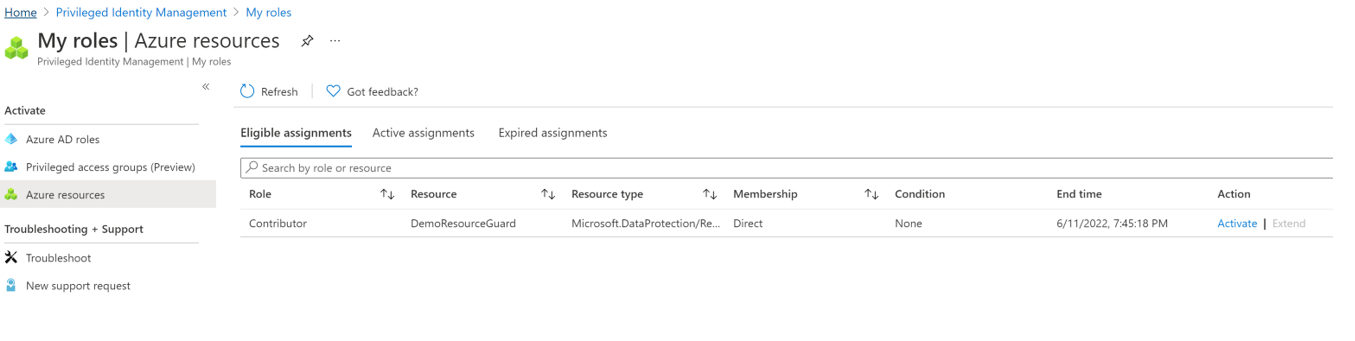 Home > Privileged Identity Management > My roles
My roles | Azure resources ...
Privileged Identity Management | My roles
«
Activate
Azure AD roles
Privileged access groups (Preview)
Azure resources
Troubleshooting + Support
Troubleshoot
New support request
Refresh | Got feedback?
Eligible assignments Active assignments Expired assignments
Search by role or resource
Role ↑↓ Resource ↑↓ Resource type ↑↓ Membership ↑↓ Condition End time Action
Contributor DemoResourceGuard Microsoft.DataProtection/Re... Direct None 6/11/2022, 7:45:18 PM Activate | Extend